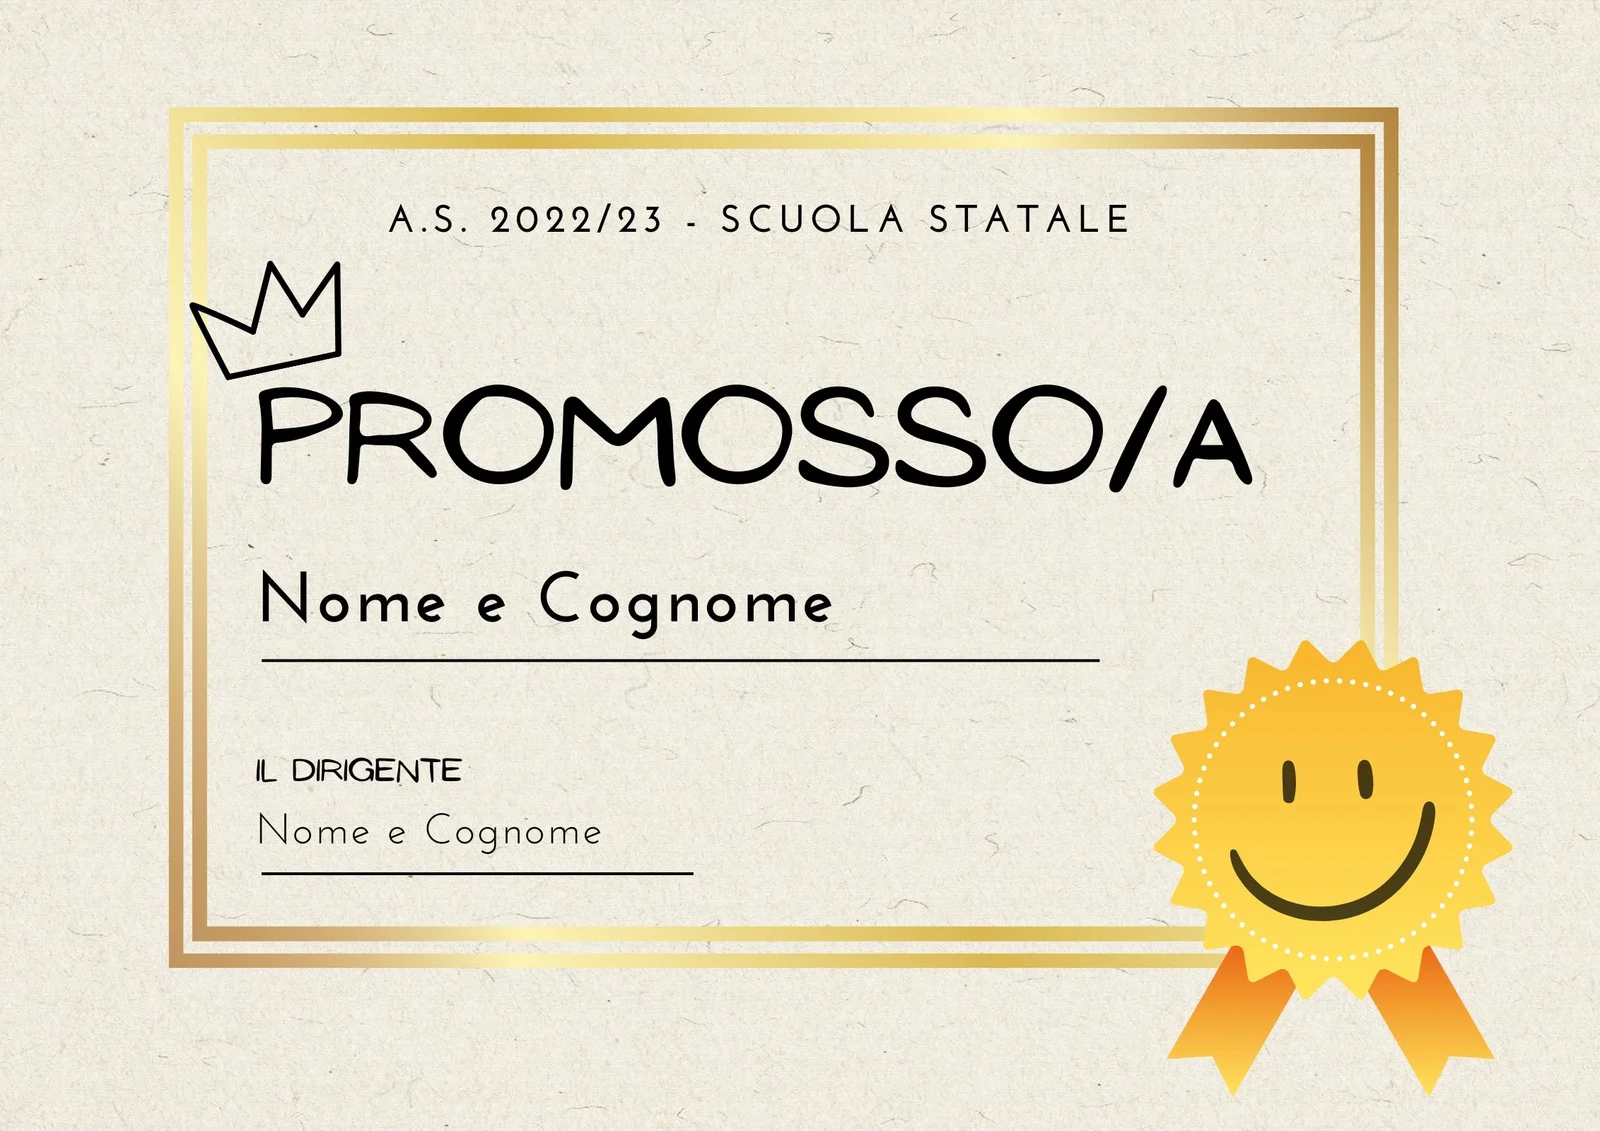 A.S. 2022/23 - SCUOLA STATALE
PROMOSSO/A
Nome e Cognome
IL DIRIGENTE
Nome e Cognome